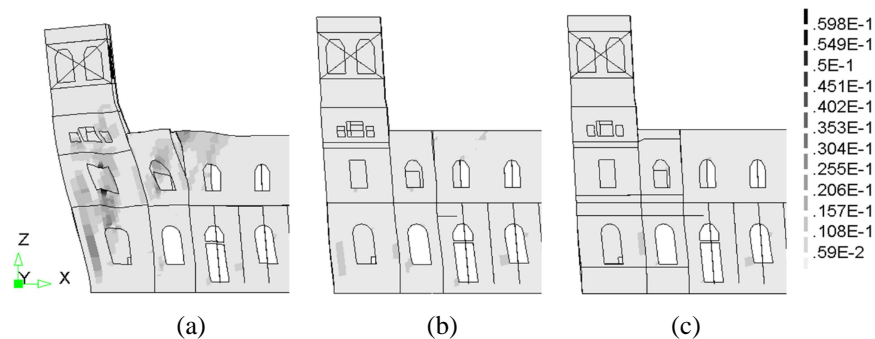 .598E-1
.549E-1
.5E-1
.451E-1
.402E-1
.353E-1
.304E-1
.255E-1
.206E-1
.157E-1
.108E-1
.59E-2
Z
Y X
(a) (b) (c)